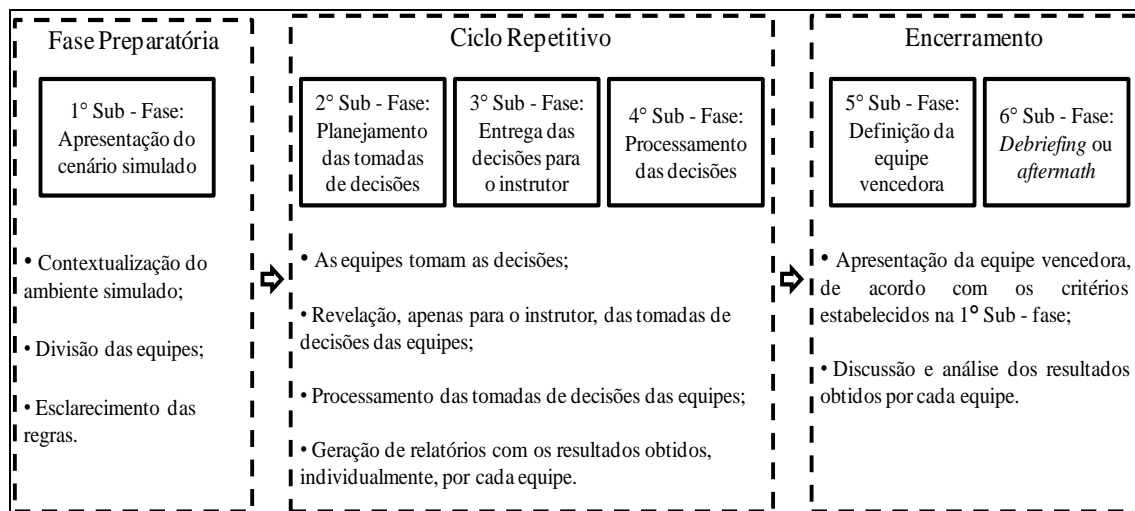 Fase Preparatória
1° Sub - Fase:
Apresentação do
cenário simulado
• Contextualização do
ambiente simulado;
• Divisão das equipes;
• Esclarecimento das
regras.
Ciclo Repetitivo
2° Sub - Fase:
Planejamento
das tomadas
de decisões
3° Sub - Fase:
Entrega das
decisões para
o instrutor
4° Sub - Fase:
Processamento
das decisões
• As equipes tomam as decisões;
• Revelação, apenas para o instrutor, das tomadas de
decisões das equipes;
• Processamento das tomadas de decisões das equipes;
• Geração de relatórios com os resultados obtidos,
individualmente, por cada equipe.
Encerramento
5° Sub - Fase:
Definição da
equipe
vencedora
6° Sub - Fase:
Debriefing ou
aftermath
• Apresentação da equipe vencedora,
de acordo com os critérios
estabelecidos na 1° Sub - fase;
• Discussão e análise dos resultados
obtidos por cada equipe.